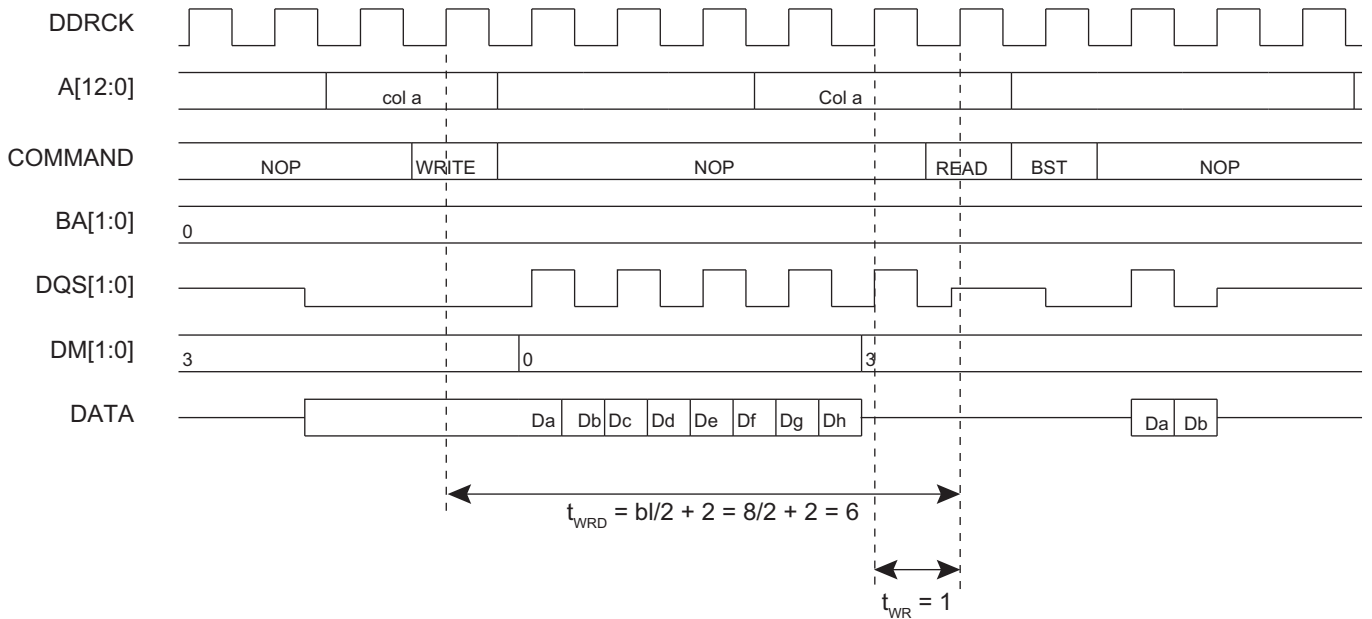 DDRCK
A[12:0]
col a
Col a
COMMAND
NOP
WRITE
NOP
READ
BST
NOP
BA[1:0]
0
DQS[1:0]
DM[1:0]
3
0
3
DATA
Da
Db
Dc
Dd
De
Df
Dg
Dh
Da
Db
tWRD = bl/2 + 2 = 8/2 + 2 = 6
tWR = 1